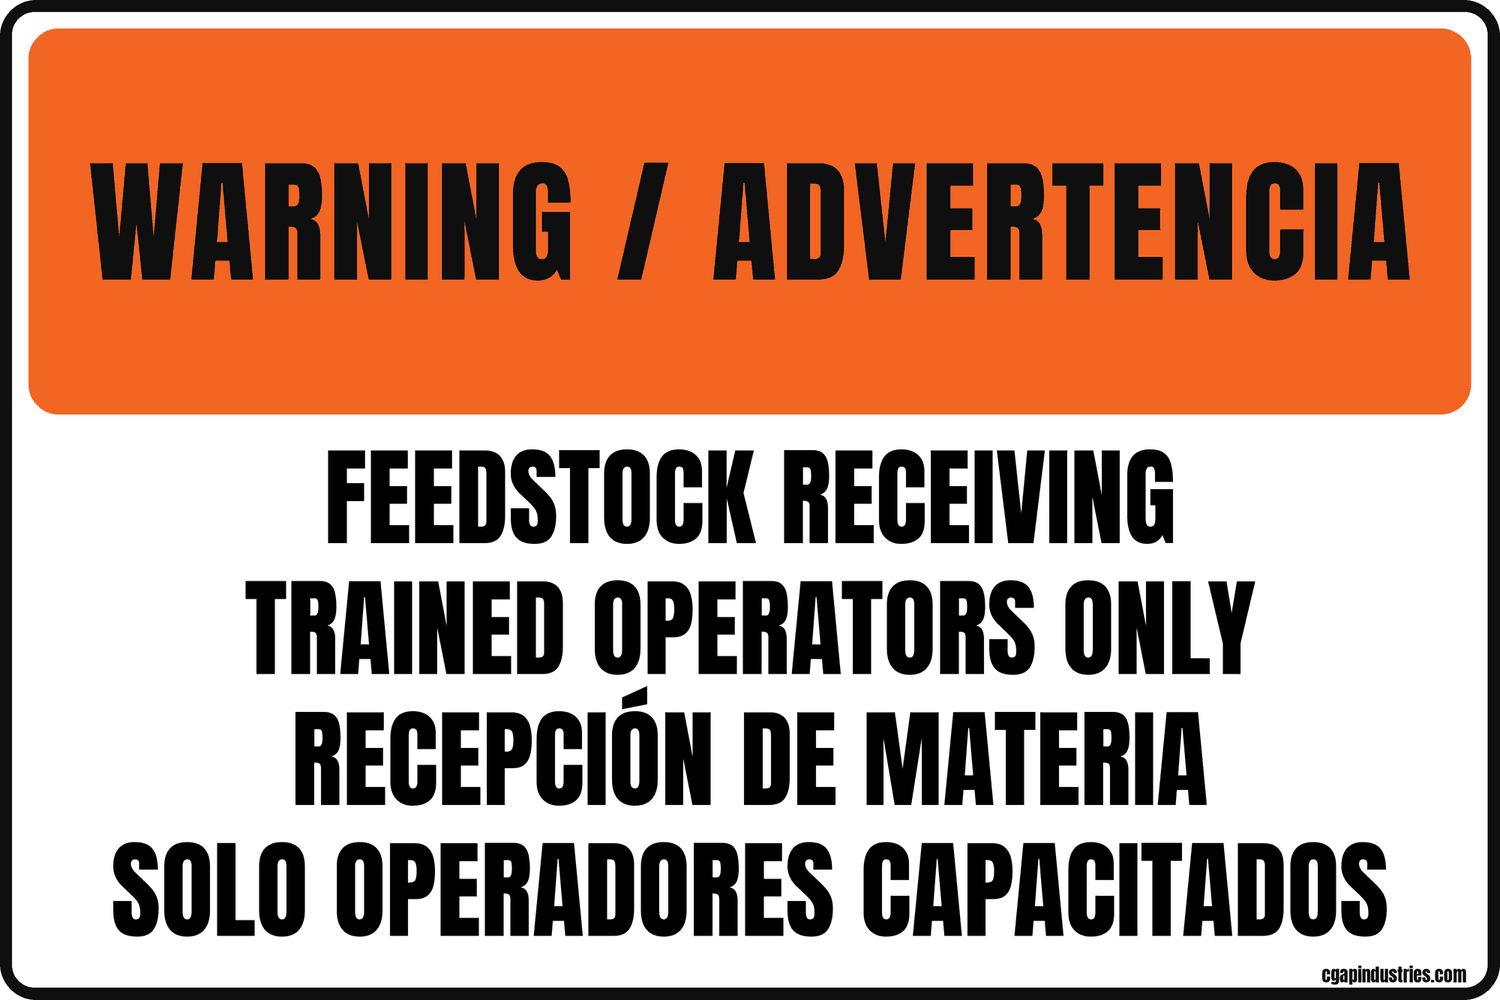 WARNING / ADVERTENCIA
FEEDSTOCK RECEIVING
TRAINED OPERATORS ONLY
RECEPCIÓN DE MATERIA
SOLO OPERADORES CAPACITADOS
cgapindustries.com